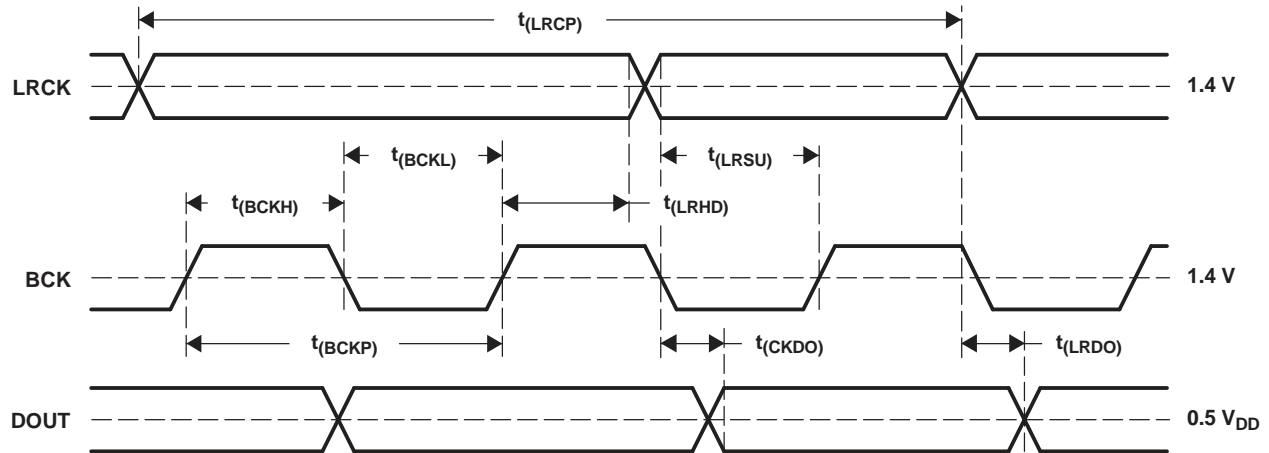 t(LRCP)
LRCK
1.4 V
t(BCKL)
t(LRSU)
t(BCKH)
t(LRHD)
BCK
1.4 V
t(BCKP)
t(CKDO)
t(LRDO)
DOUT
0.5 VDD